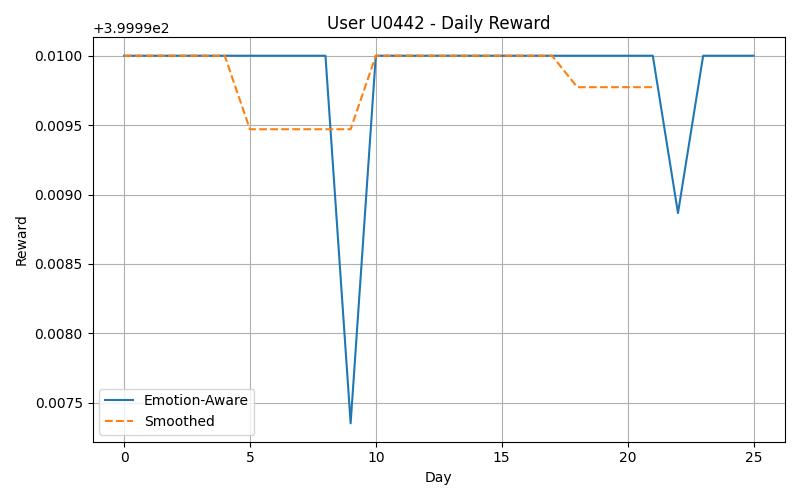 User U0442 - Daily Reward
+3.9999e2
0.0100
0.0095
0.0090
0.0085
0.0080
0.0075
Reward
Emotion-Aware
Smoothed
0 5 10 15 20 25
Day